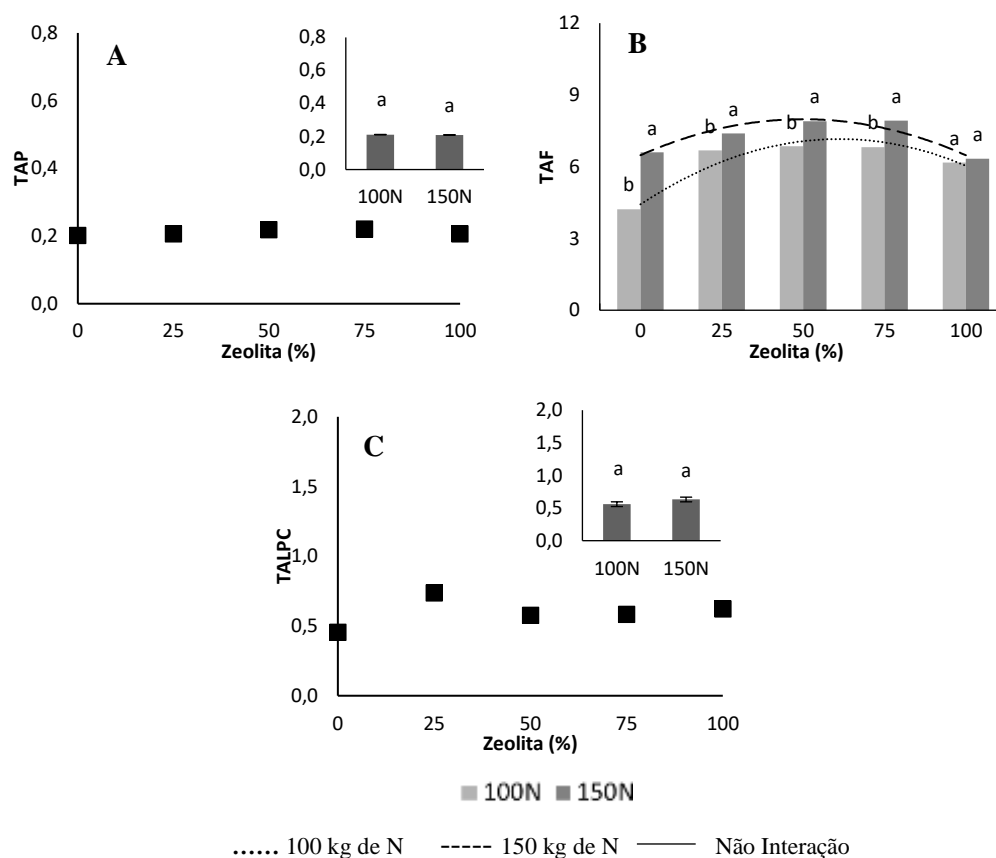 A
TAP
0,8
0,6
0,4
0,2
0,0
0 25 50 75 100
Zeolita (%)
0,8
0,6
0,4
0,2
0,0
a a
100N 150N
B
TAF
12
9
6
3
0
b a b a b a b a a a
0 25 50 75 100
Zeolita (%)
C
TALPC
2,0
1,5
1,0
0,5
0,0
0 25 50 75 100
Zeolita (%)
2,0
1,5
1,0
0,5
0,0
a a
100N 150N
100N 150N
...... 100 kg de N ----- 150 kg de N —— Não Interação